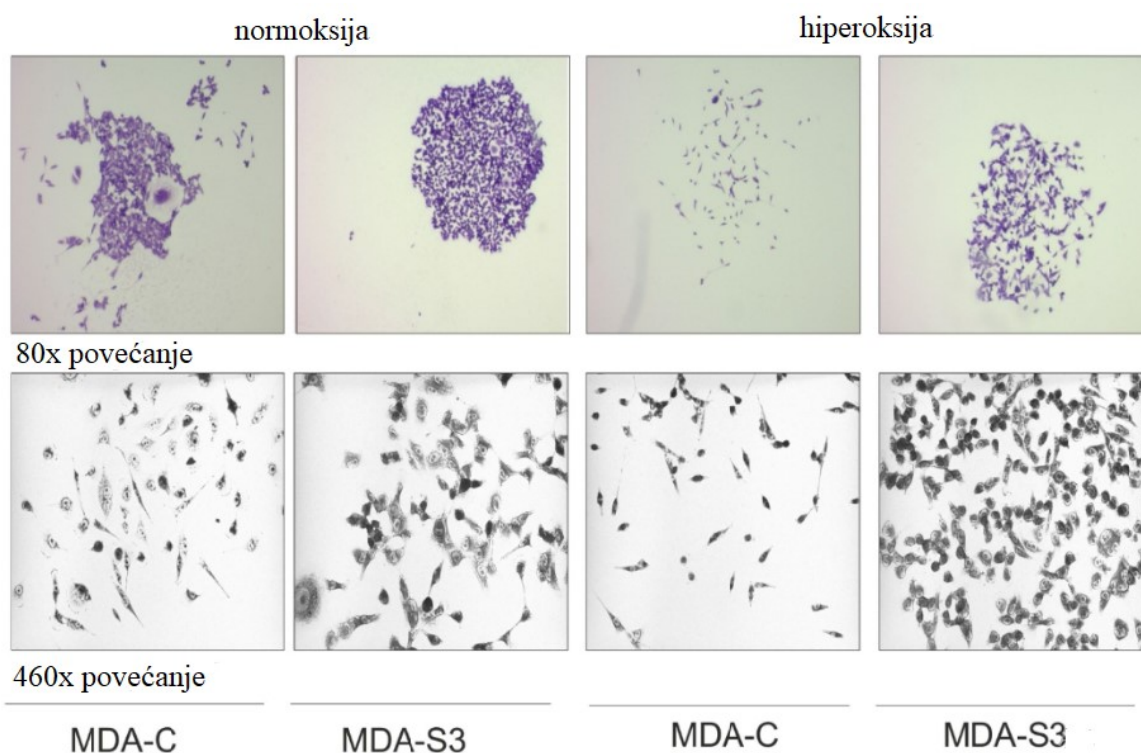 normoksija
hiperoksija
80x povećanje
460x povećanje
MDA-C
MDA-S3
MDA-C
MDA-S3